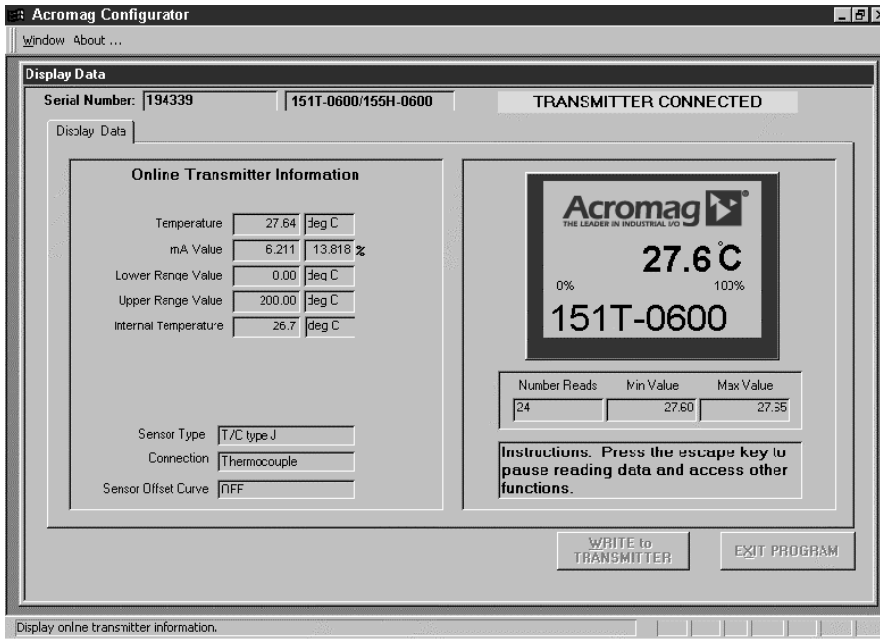 Acromag Configurator
Window About ...
Display Data
Serial Number: 194339 151T-0600/155H-0600 TRANSMITTER CONNECTED
Display Data
Online Transmitter Information
Temperature 27.64 deg C
mA Value 6.211 13.818 %
Lower Range Value 0.00 deg C
Upper Range Value 200.00 deg C
Internal Temperature 26.7 deg C
Sensor Type T/C type J
Connection Thermocouple
Sensor Offset Curve OFF
Acromag
THE LEADER IN INDUSTRIAL I/O
27.6°C
0% 100%
151T-0600
Number Reads Min Value Max Value
24 27.60 27.65
Instructions. Press the escape key to
pause reading data and access other
functions.
WRITE to
TRANSMITTER
EXIT PROGRAM
Display online transmitter information.